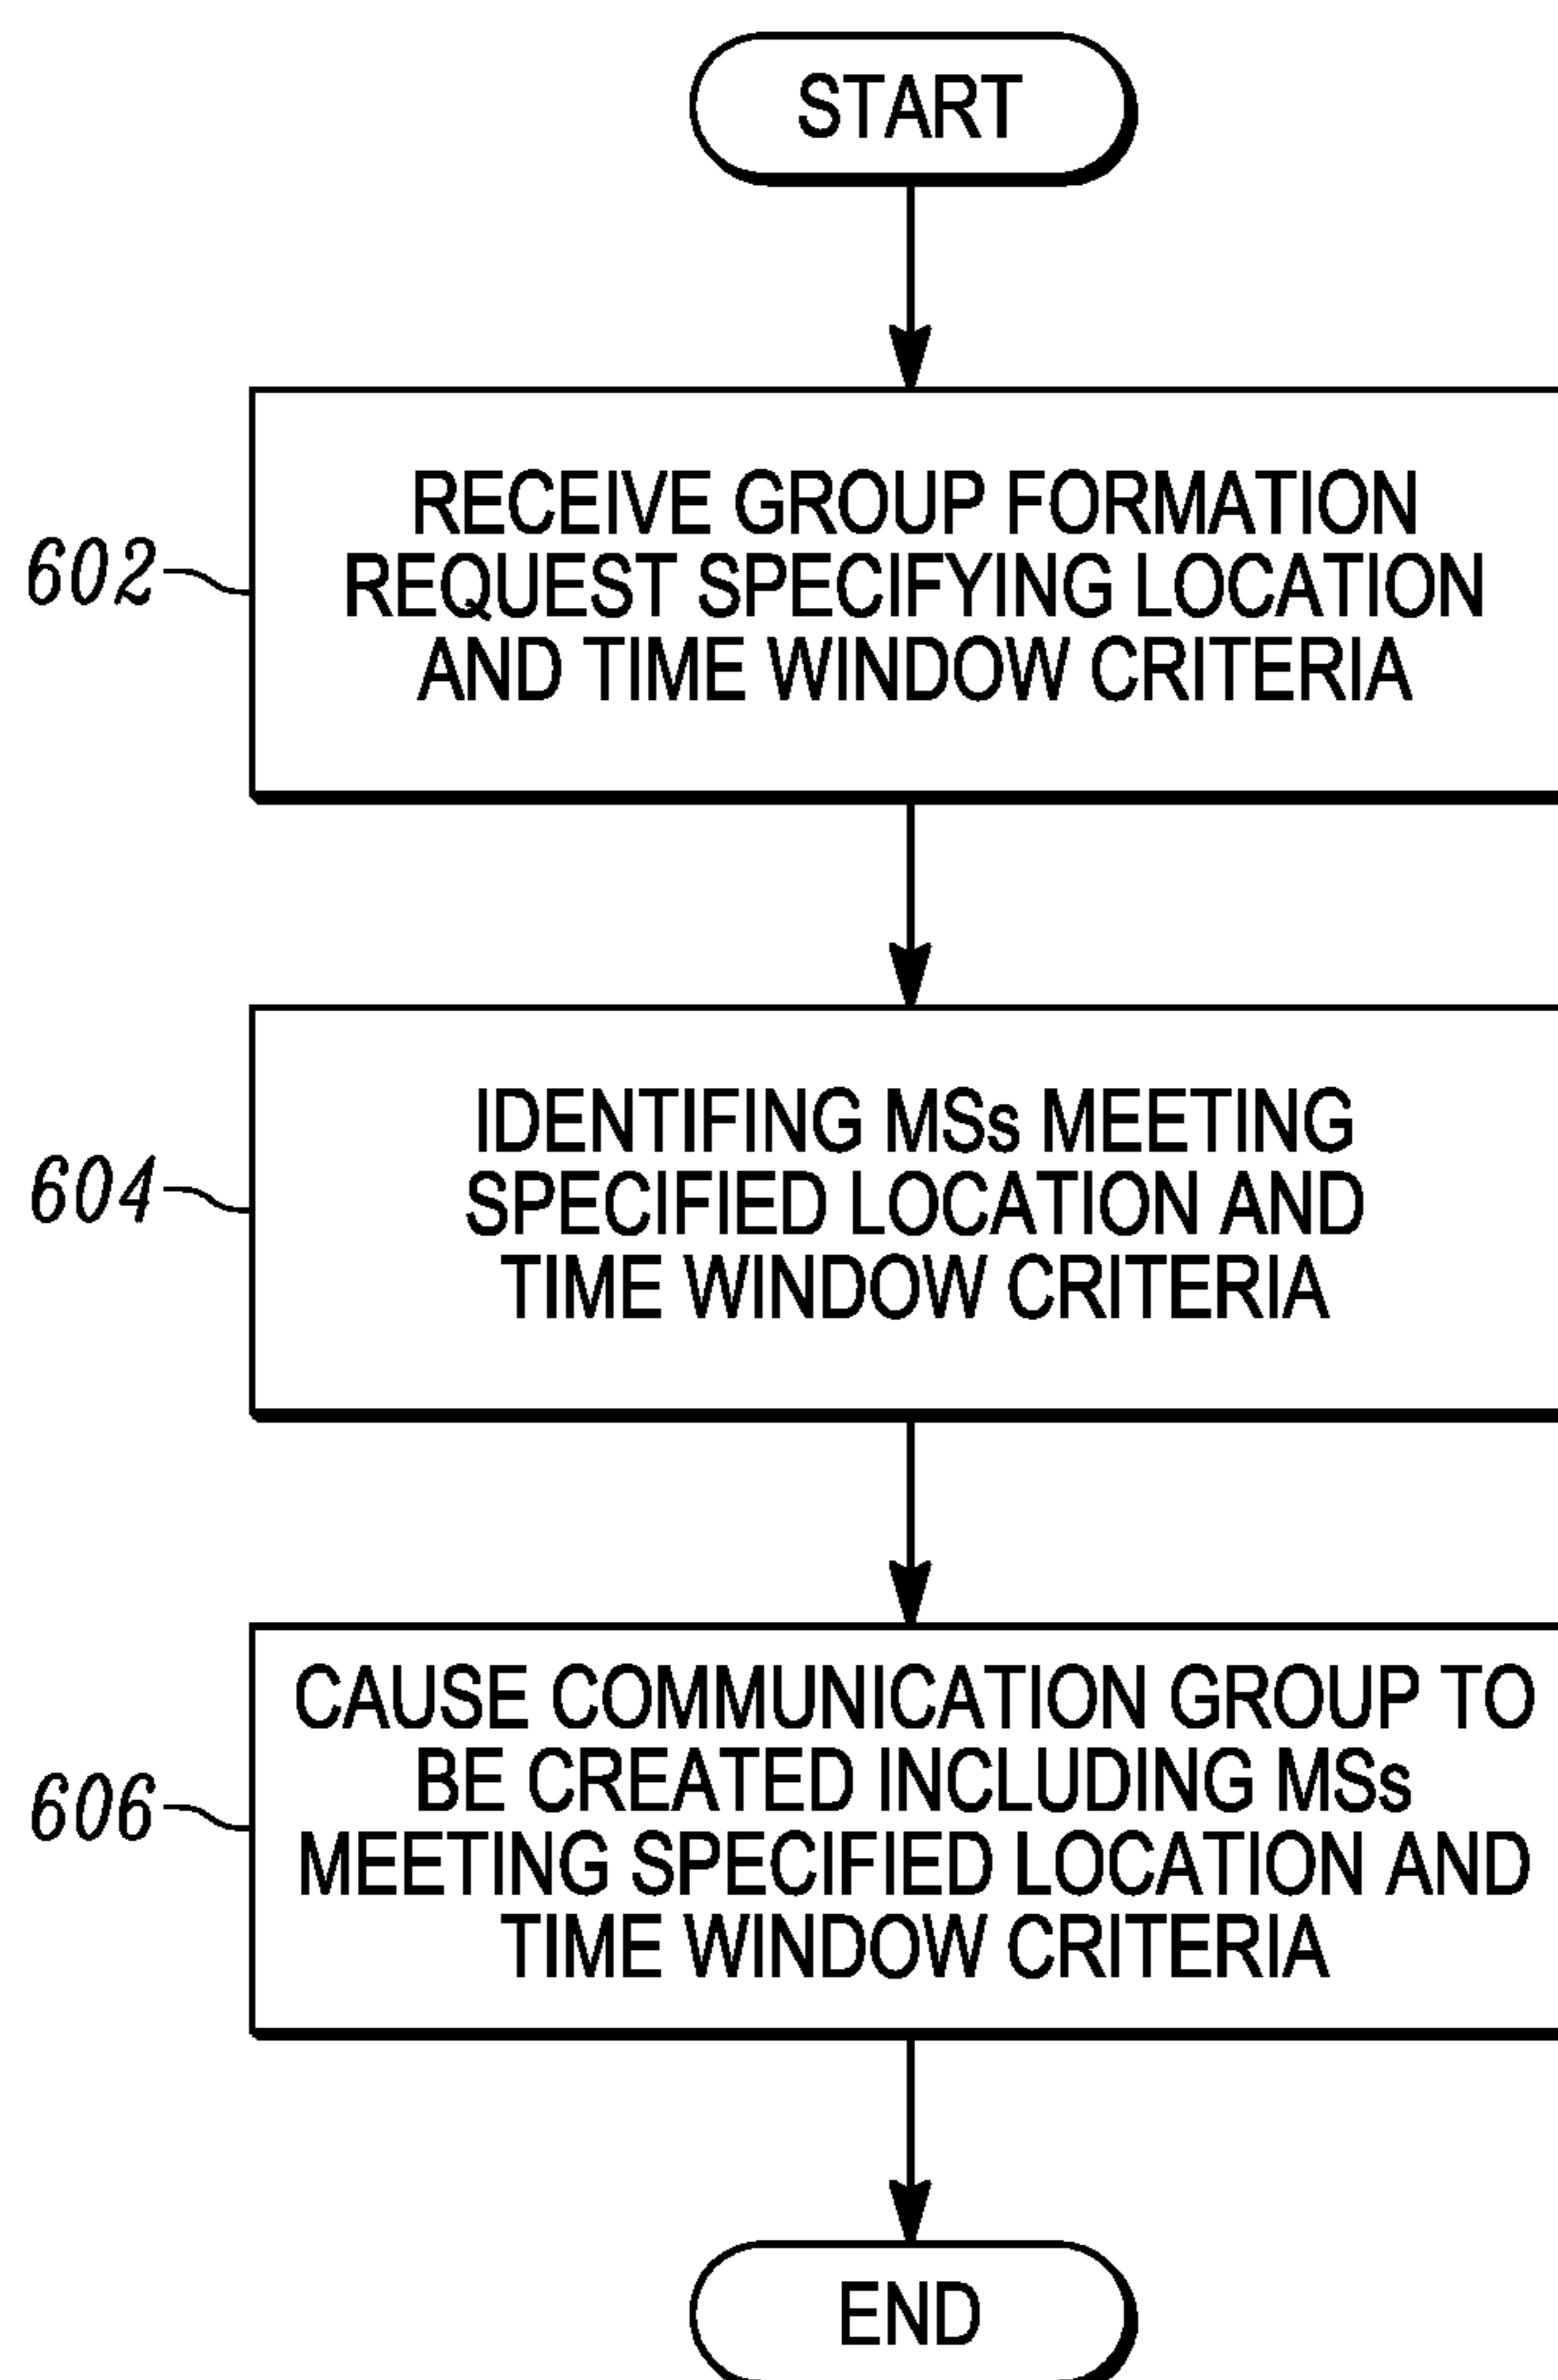 START
RECEIVE GROUP FORMATION
REQUEST SPECIFYING LOCATION
AND TIME WINDOW CRITERIA
602
IDENTIFING MSs MEETING
SPECIFIED LOCATION AND
TIME WINDOW CRITERIA
604
CAUSE COMMUNICATION GROUP TO
BE CREATED INCLUDING MSs
MEETING SPECIFIED LOCATION AND
TIME WINDOW CRITERIA
606
END